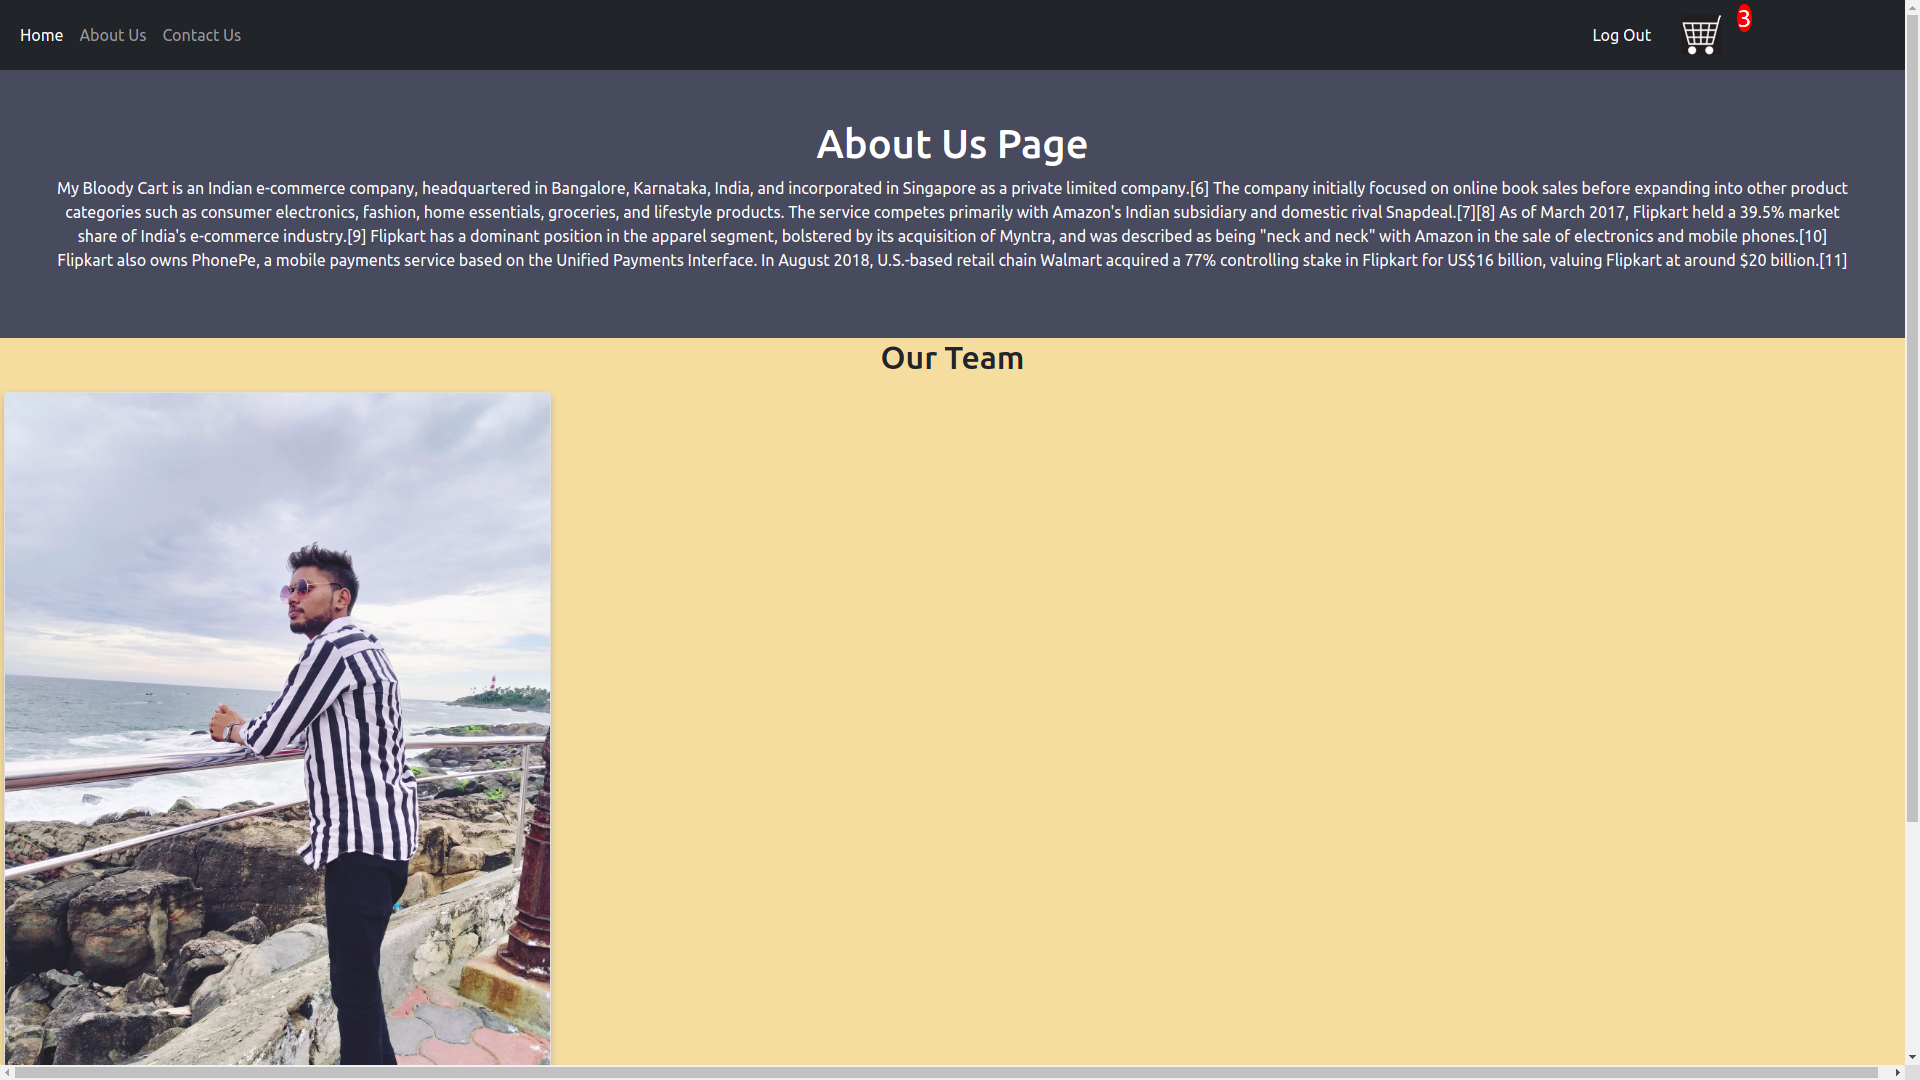 Home About Us Contact Us Log Out 3
About Us Page
My Bloody Cart is an Indian e-commerce company, headquartered in Bangalore, Karnataka, India, and incorporated in Singapore as a private limited company.[6] The company initially focused on online book sales before expanding into other product
categories such as consumer electronics, fashion, home essentials, groceries, and lifestyle products. The service competes primarily with Amazon's Indian subsidiary and domestic rival Snapdeal.[7][8] As of March 2017, Flipkart held a 39.5% market
share of India's e-commerce industry.[9] Flipkart has a dominant position in the apparel segment, bolstered by its acquisition of Myntra, and was described as being "neck and neck" with Amazon in the sale of electronics and mobile phones.[10]
Flipkart also owns PhonePe, a mobile payments service based on the Unified Payments Interface. In August 2018, U.S.-based retail chain Walmart acquired a 77% controlling stake in Flipkart for US$16 billion, valuing Flipkart at around $20 billion.[11]
Our Team